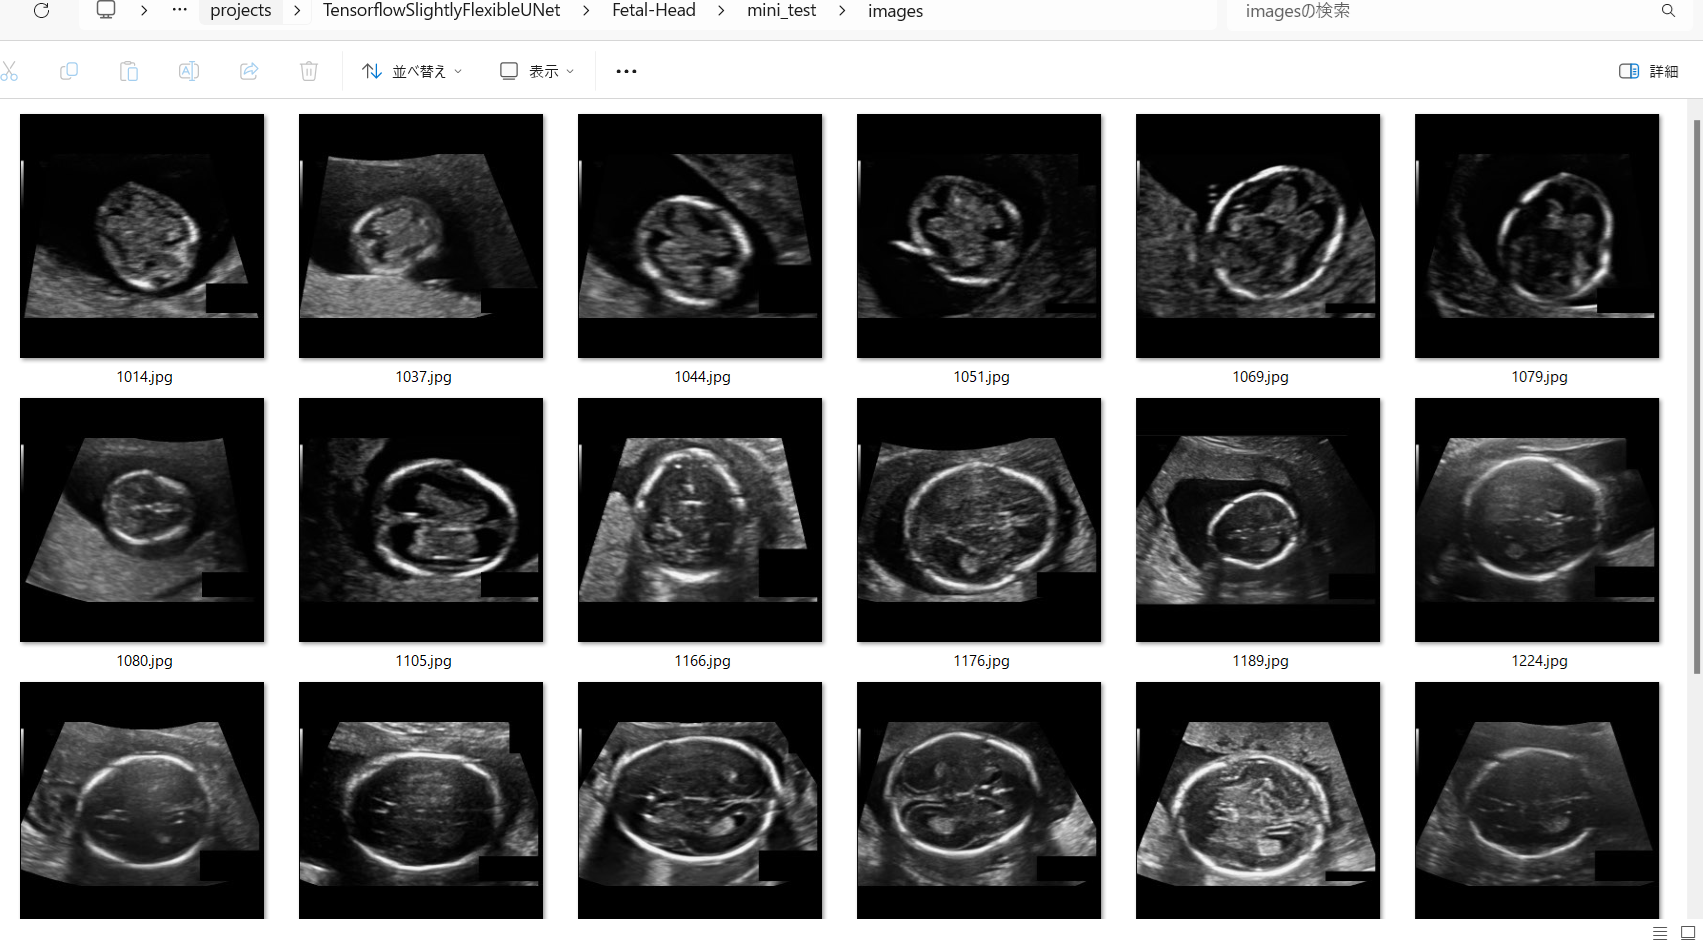 projects > TensorflowSlightlyFlexibleUNet > Fetal-Head > mini_test > images
imagesの検索
並べ替え 表示 詳細
1014.jpg 1037.jpg 1044.jpg 1051.jpg 1069.jpg 1079.jpg
1080.jpg 1105.jpg 1166.jpg 1176.jpg 1189.jpg 1224.jpg